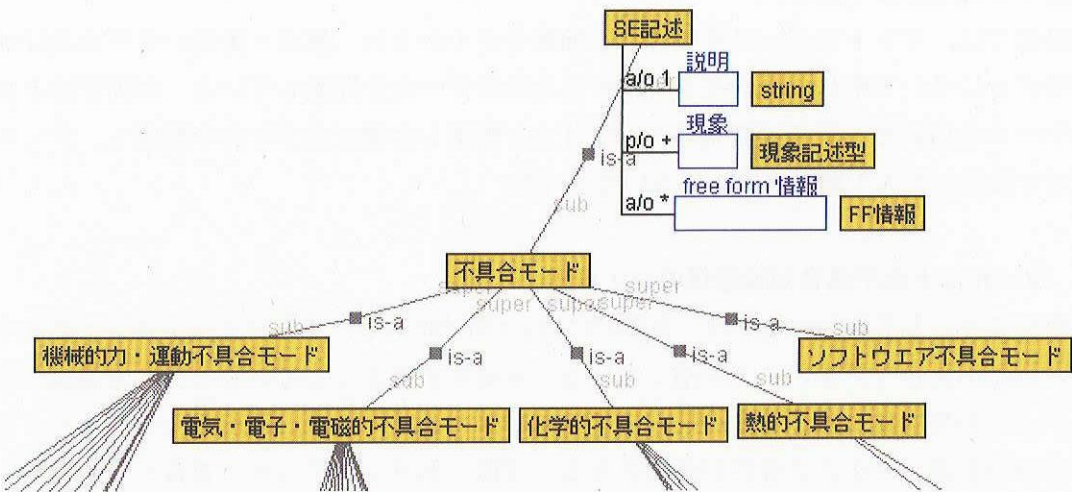 SE記述
説明
a/o 1
super
string
現象
p/o +
現象記述型
is-a
free form 情報
sub
a/o *
FF情報
不具合モード
super
super
super
super
super
is-a
is-a
sub
sub
機械的力・運動不具合モード
is-a
is-a
is-a
ソフトウエア不具合モード
sub
sub
sub
電気・電子・電磁的不具合モード
化学的不具合モード
熱的不具合モード